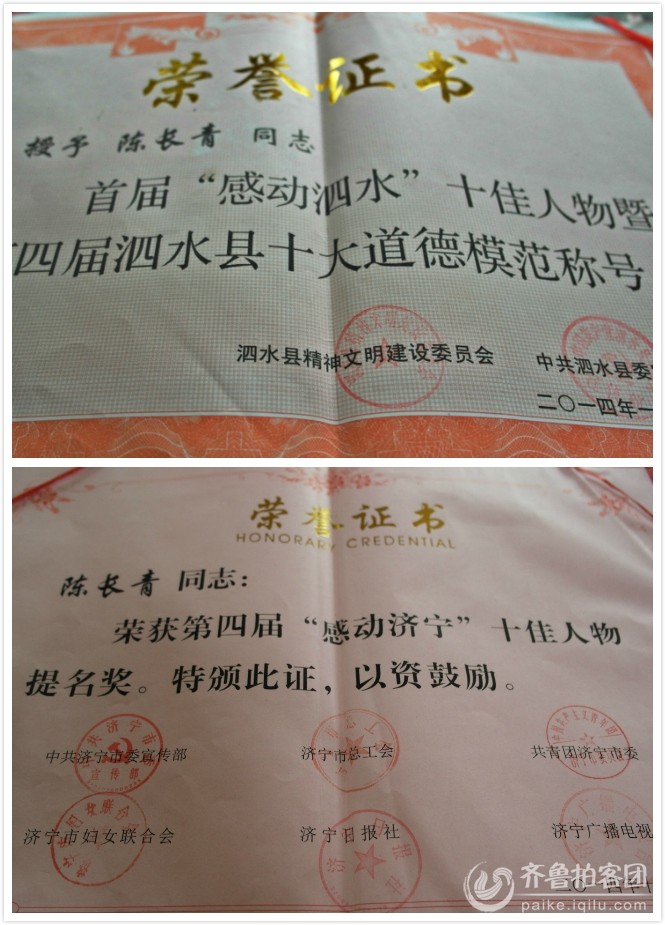 荣誉证书
授予 陈长青 同志
首届“感动泗水”十佳人物暨
四届泗水县十大道德模范称号
泗水县精神文明建设委员会 中共泗水县委
二〇一四年一
荣誉证书
HONORARY CREDENTIAL
陈长青 同志：
荣获第四届“感动济宁”十佳人物
提名奖。特颁此证，以资鼓励。
中共济宁市委宣传部 济宁市总工会 共青团济宁市委
济宁市妇女联合会 济宁日报社 济宁广播电视
二〇一四年
齐鲁拍客团
paike.iqilu.com